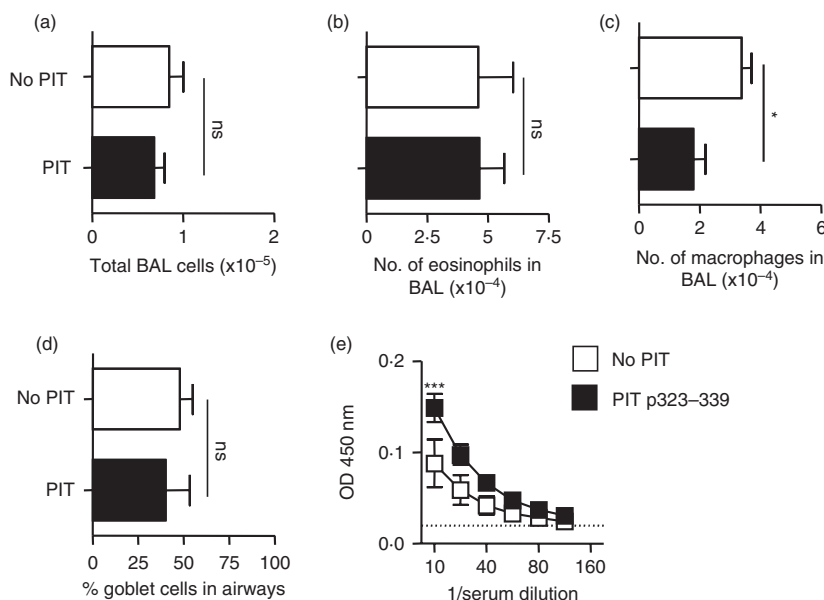 (a)
No PIT
PIT
ns
0
1
2
Total BAL cells (x10⁻⁵)
(b)
ns
0
2·5
5
7·5
No. of eosinophils in
BAL (x10⁻⁴)
(c)
*
0
2
4
6
No. of macrophages in
BAL (x10⁻⁴)
(d)
No PIT
PIT
ns
0
25
50
75
100
% goblet cells in airways
(e)
No PIT
PIT p323–339
0·2
0·1
0·0
OD 450 nm
***
10
40
80
160
1/serum dilution